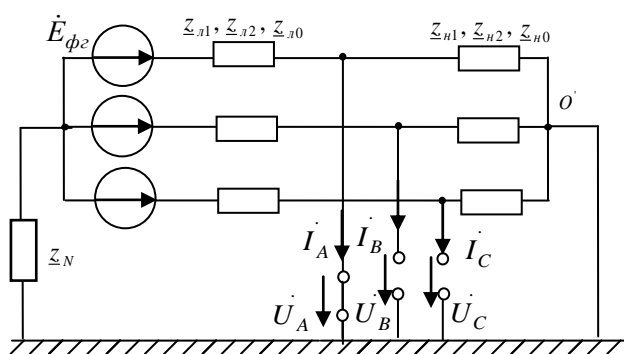 Ė_фг
z_л1, z_л2, z_л0
z_н1, z_н2, z_н0
O'
z_N
İ_A
İ_B
İ_C
U̇_A
U̇_B
U̇_C